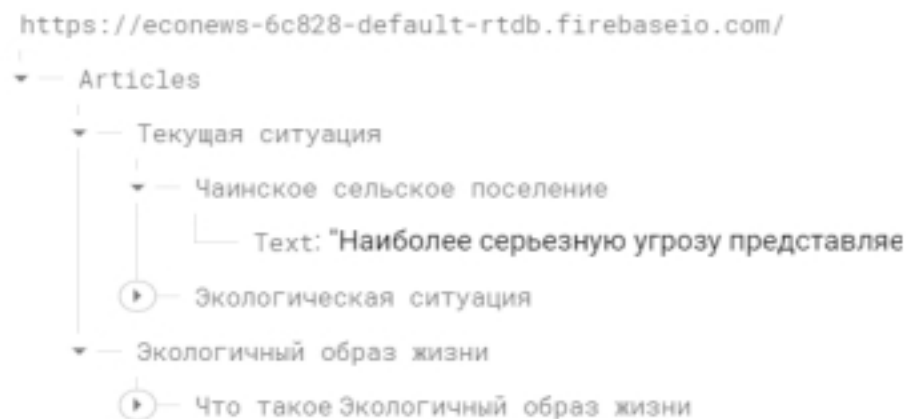 https://econews-6c828-default-rtdb.firebaseio.com/
Articles
Текущая ситуация
Чаинское сельское поселение
Text: "Наиболее серьезную угрозу представляе
Экологическая ситуация
Экологичный образ жизни
Что такое Экологичный образ жизни